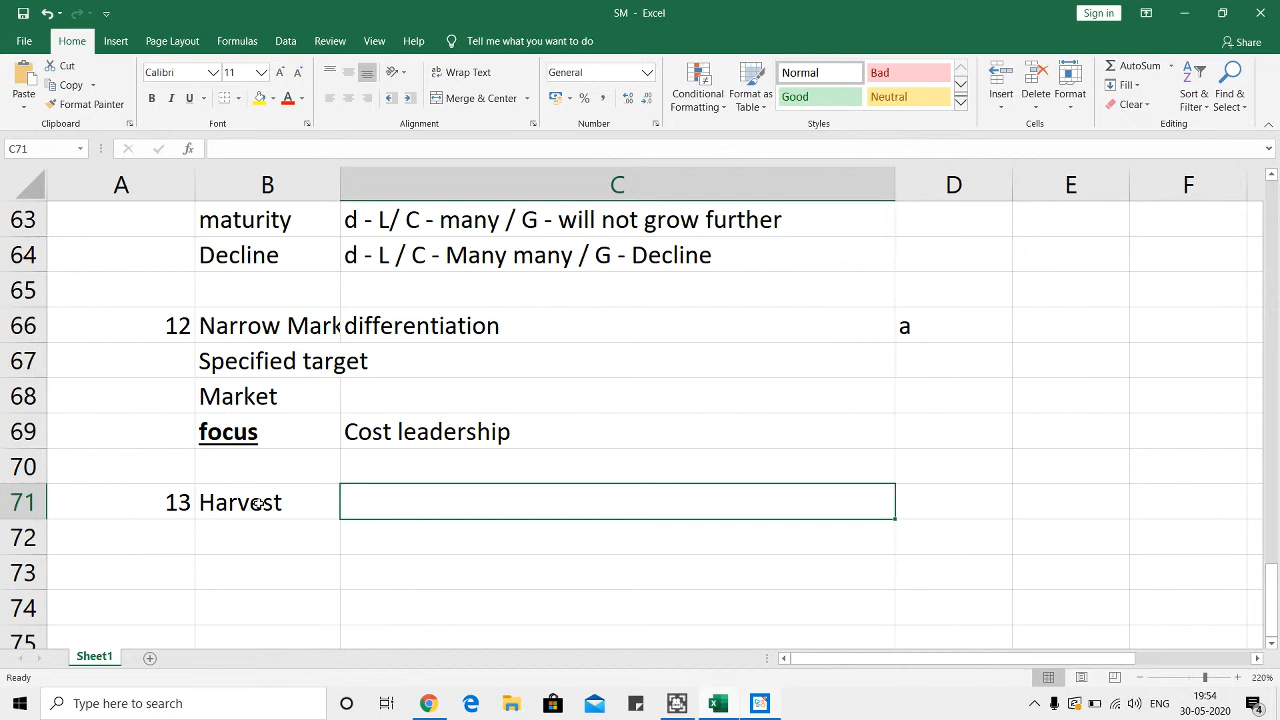 SM - Excel
Sign in
File Home Insert Page Layout Formulas Data Review View Help Tell me what you want to do Share
Paste Cut Copy Format Painter Clipboard
Calibri 11
B I U Font
Wrap Text
Merge & Center
Alignment
General
% , Number
Conditional Formatting
Format as Table
Normal Bad
Good Neutral
Styles
Insert Delete Format
Cells
AutoSum
Fill
Clear
Sort & Filter
Find & Select
Editing
C71 fx
A B C D E F
63 maturity d - L/ C - many / G - will not grow further
64 Decline d - L / C - Many many / G - Decline
65
66 12 Narrow Mark differentiation a
67 Specified target
68 Market
69 focus Cost leadership
70
71 13 Harvest
72
73
74
75
Sheet1
Ready 220%
Type here to search
ENG 19:54
30-05-2020
4